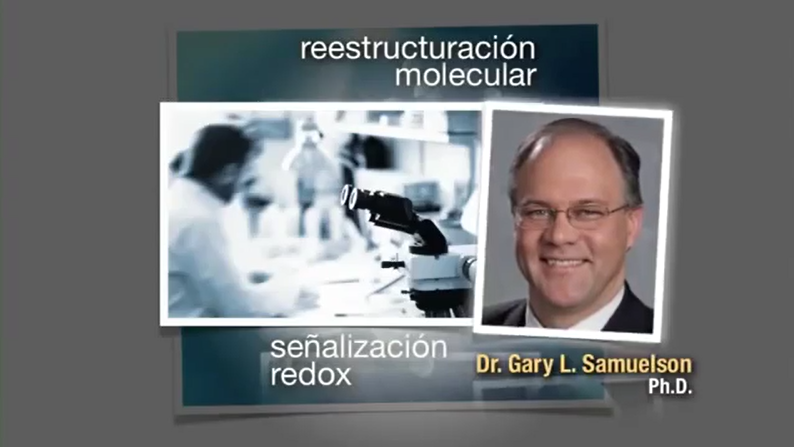 reestructuración
molecular
señalización
redox
Dr. Gary L. Samuelson
Ph.D.